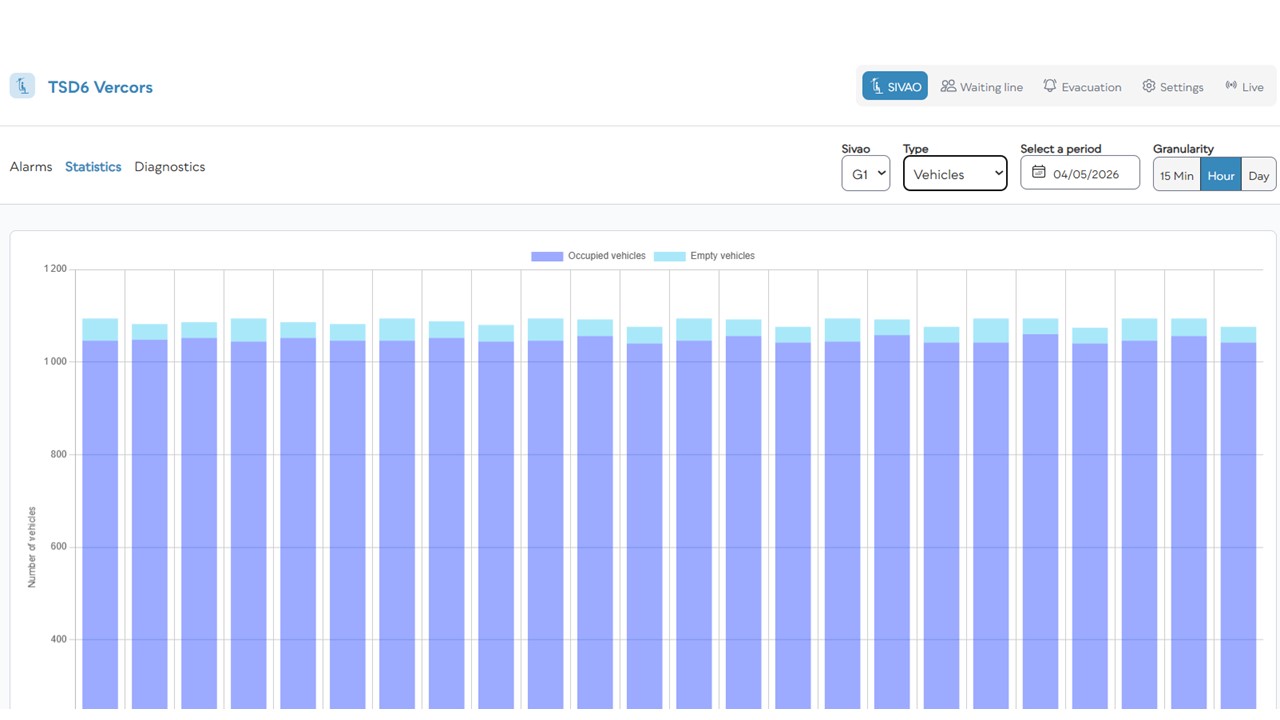 TSD6 Vercors
SIVAO
Waiting line
Evacuation
Settings
Live
Alarms
Statistics
Diagnostics
Sivao
Type
Select a period
Granularity
G1
Vehicles
04/05/2026
15 Min
Hour
Day
Occupied vehicles
Empty vehicles
1 200
1 000
800
600
400
Number of vehicles